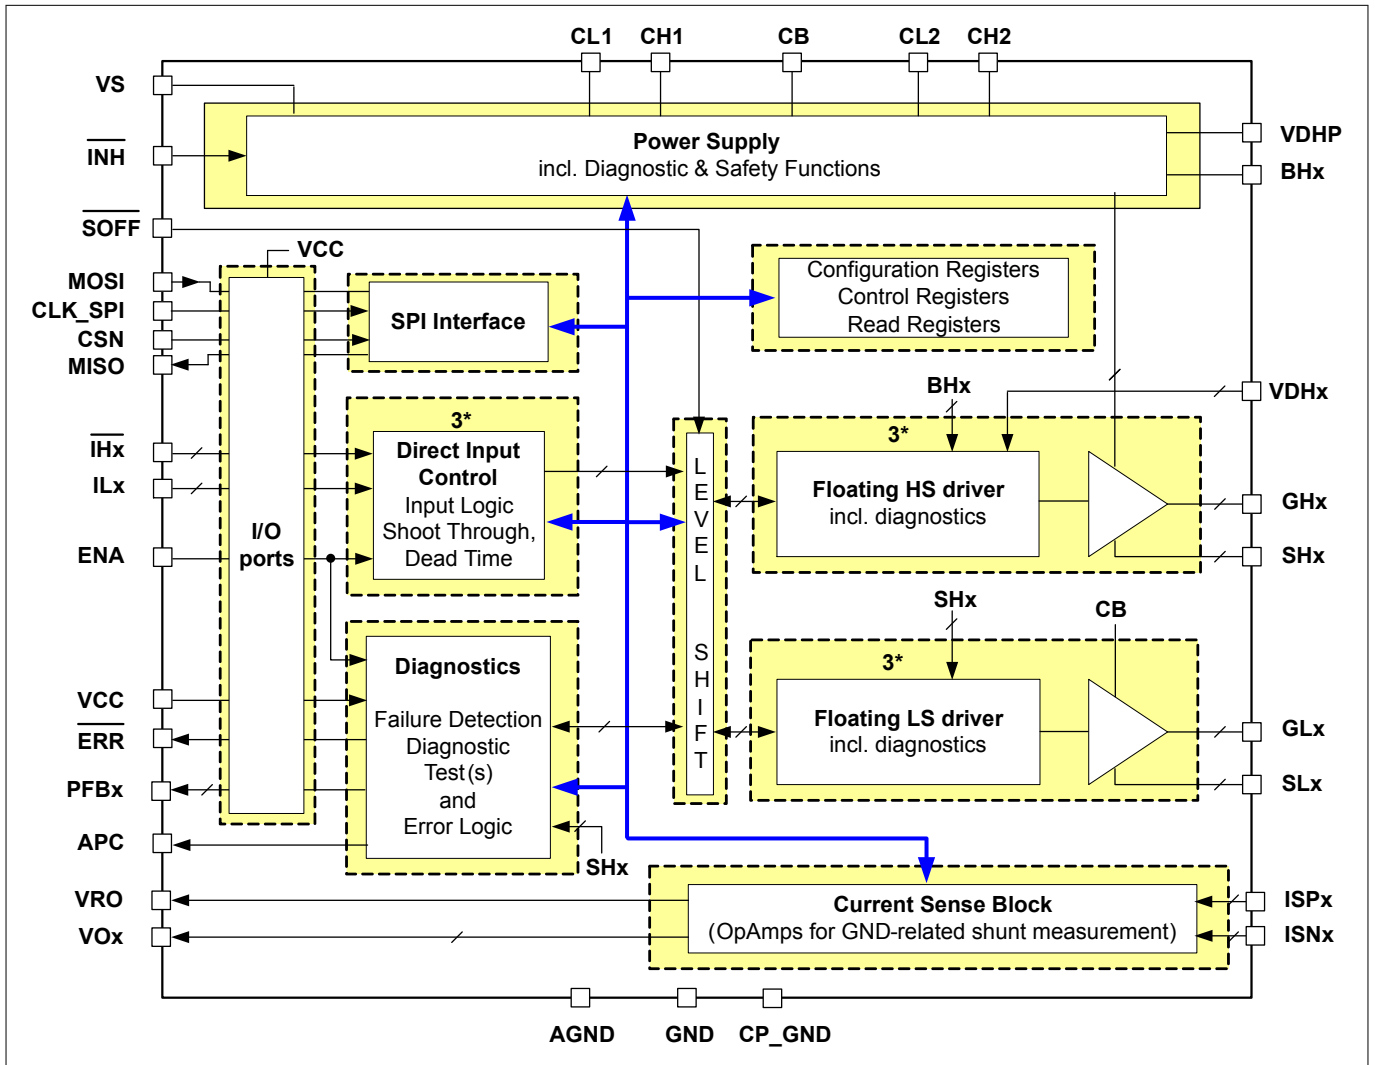 CL1 CH1 CB CL2 CH2
VS
INH
SOFF
MOSI
CLK_SPI
CSN
MISO
IHx
ILx
ENA
VCC
ERR
PFBx
APC
VRO
VOx
Power Supply
incl. Diagnostic & Safety Functions
VCC
I/O
ports
SPI Interface
Configuration Registers
Control Registers
Read Registers
3*
Direct Input
Control
Input Logic
Shoot Through,
Dead Time
Diagnostics
Failure Detection
Diagnostic
Test(s)
and
Error Logic
SHx
LEVEL SHIFT
BHx
3*
Floating HS driver
incl. diagnostics
SHx
CB
3*
Floating LS driver
incl. diagnostics
Current Sense Block
(OpAmps for GND-related shunt measurement)
VDHP
BHx
VDHx
GHx
SHx
GLx
SLx
ISPx
ISNx
AGND GND CP_GND